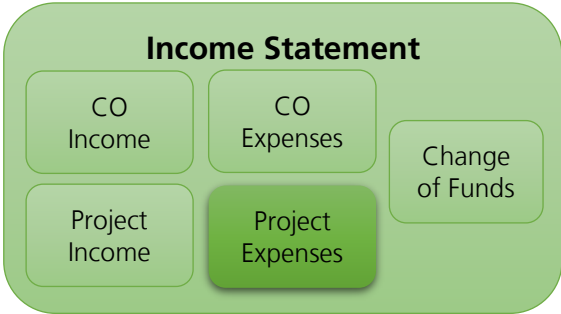 Income Statement
CO
Income
CO
Expenses
Change
of Funds
Project
Income
Project
Expenses